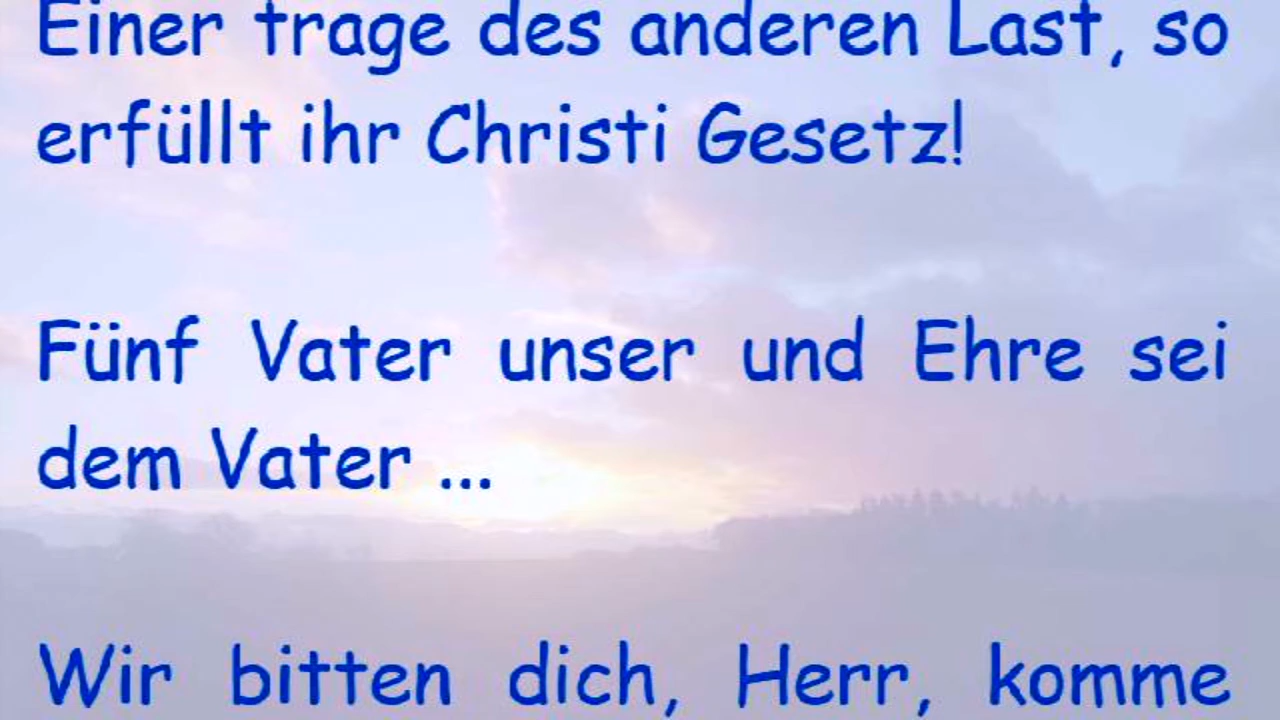 Einer trage des anderen Last, so
erfüllt ihr Christi Gesetz!
Fünf Vater unser und Ehre sei
dem Vater ...
Wir bitten dich, Herr, komme